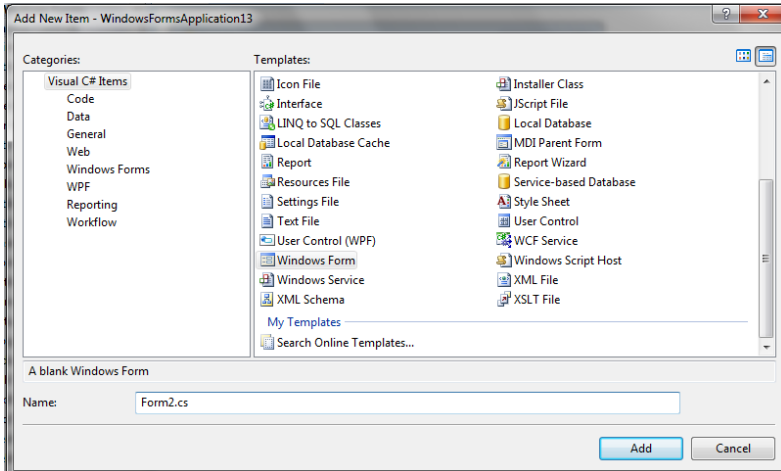 Add New Item - WindowsFormsApplication13
Categories:
Templates:
Visual C# Items
Code
Data
General
Web
Windows Forms
WPF
Reporting
Workflow
Icon File
Installer Class
Interface
JScript File
LINQ to SQL Classes
Local Database
Local Database Cache
MDI Parent Form
Report
Report Wizard
Resources File
Service-based Database
Settings File
Style Sheet
Text File
User Control
User Control (WPF)
WCF Service
Windows Form
Windows Script Host
Windows Service
XML File
XML Schema
XSLT File
My Templates
Search Online Templates...
A blank Windows Form
Name:
Form2.cs
Add
Cancel